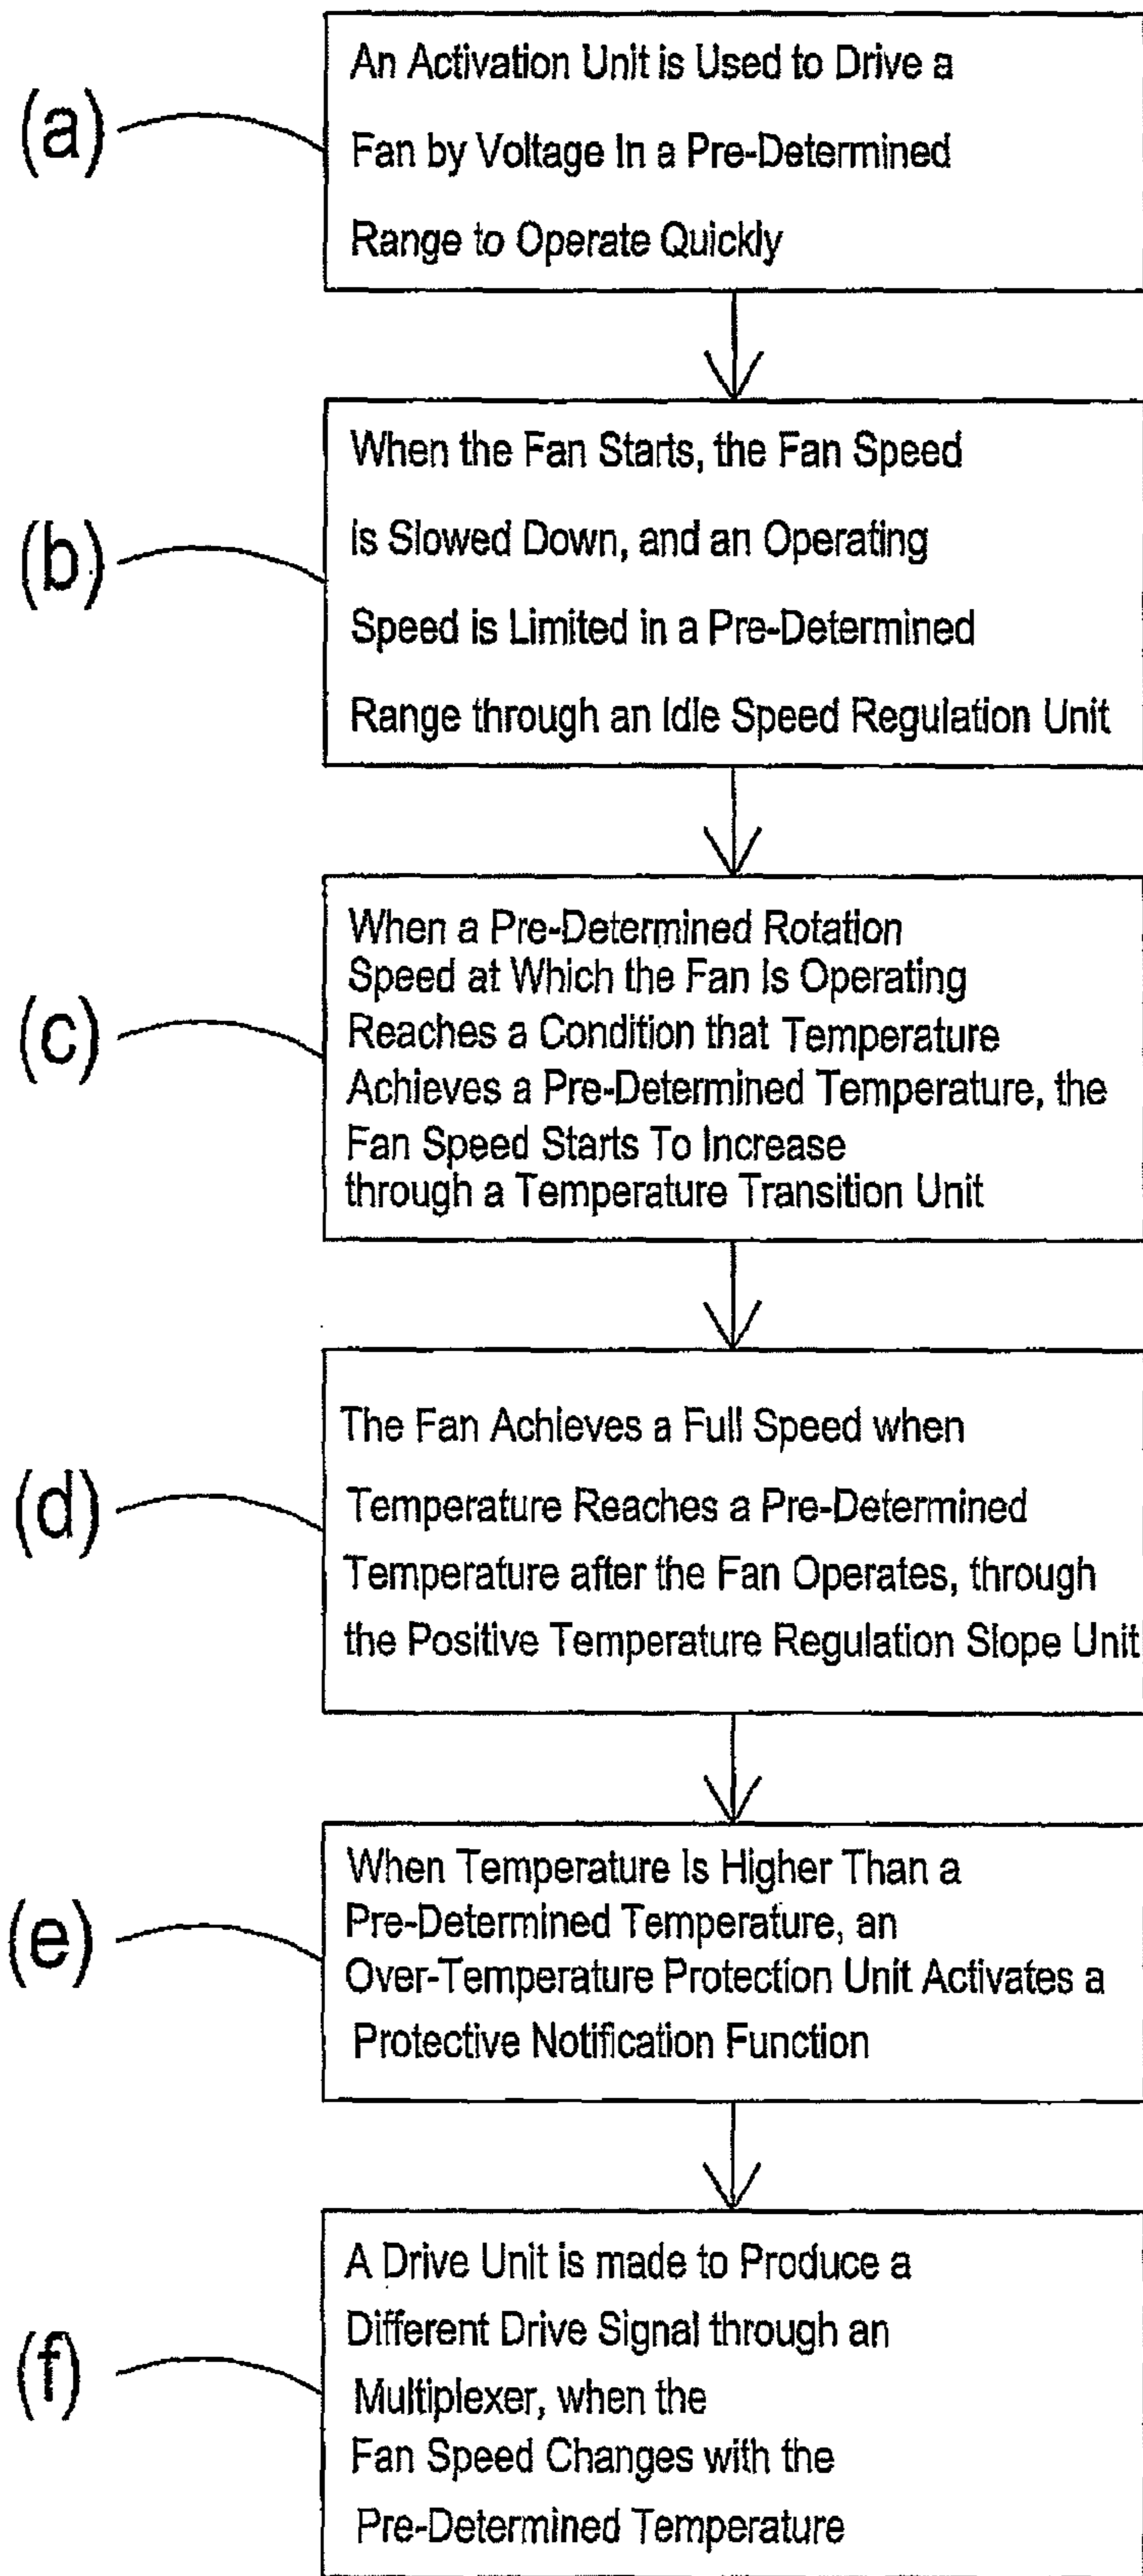 (a)
An Activation Unit is Used to Drive a
Fan by Voltage In a Pre-Determined
Range to Operate Quickly
(b)
When the Fan Starts, the Fan Speed
is Slowed Down, and an Operating
Speed is Limited in a Pre-Determined
Range through an Idle Speed Regulation Unit
(c)
When a Pre-Determined Rotation
Speed at Which the Fan Is Operating
Reaches a Condition that Temperature
Achieves a Pre-Determined Temperature, the
Fan Speed Starts To Increase
through a Temperature Transition Unit
(d)
The Fan Achieves a Full Speed when
Temperature Reaches a Pre-Determined
Temperature after the Fan Operates, through
the Positive Temperature Regulation Slope Unit
(e)
When Temperature Is Higher Than a
Pre-Determined Temperature, an
Over-Temperature Protection Unit Activates a
Protective Notification Function
(f)
A Drive Unit is made to Produce a
Different Drive Signal through an
Multiplexer, when the
Fan Speed Changes with the
Pre-Determined Temperature